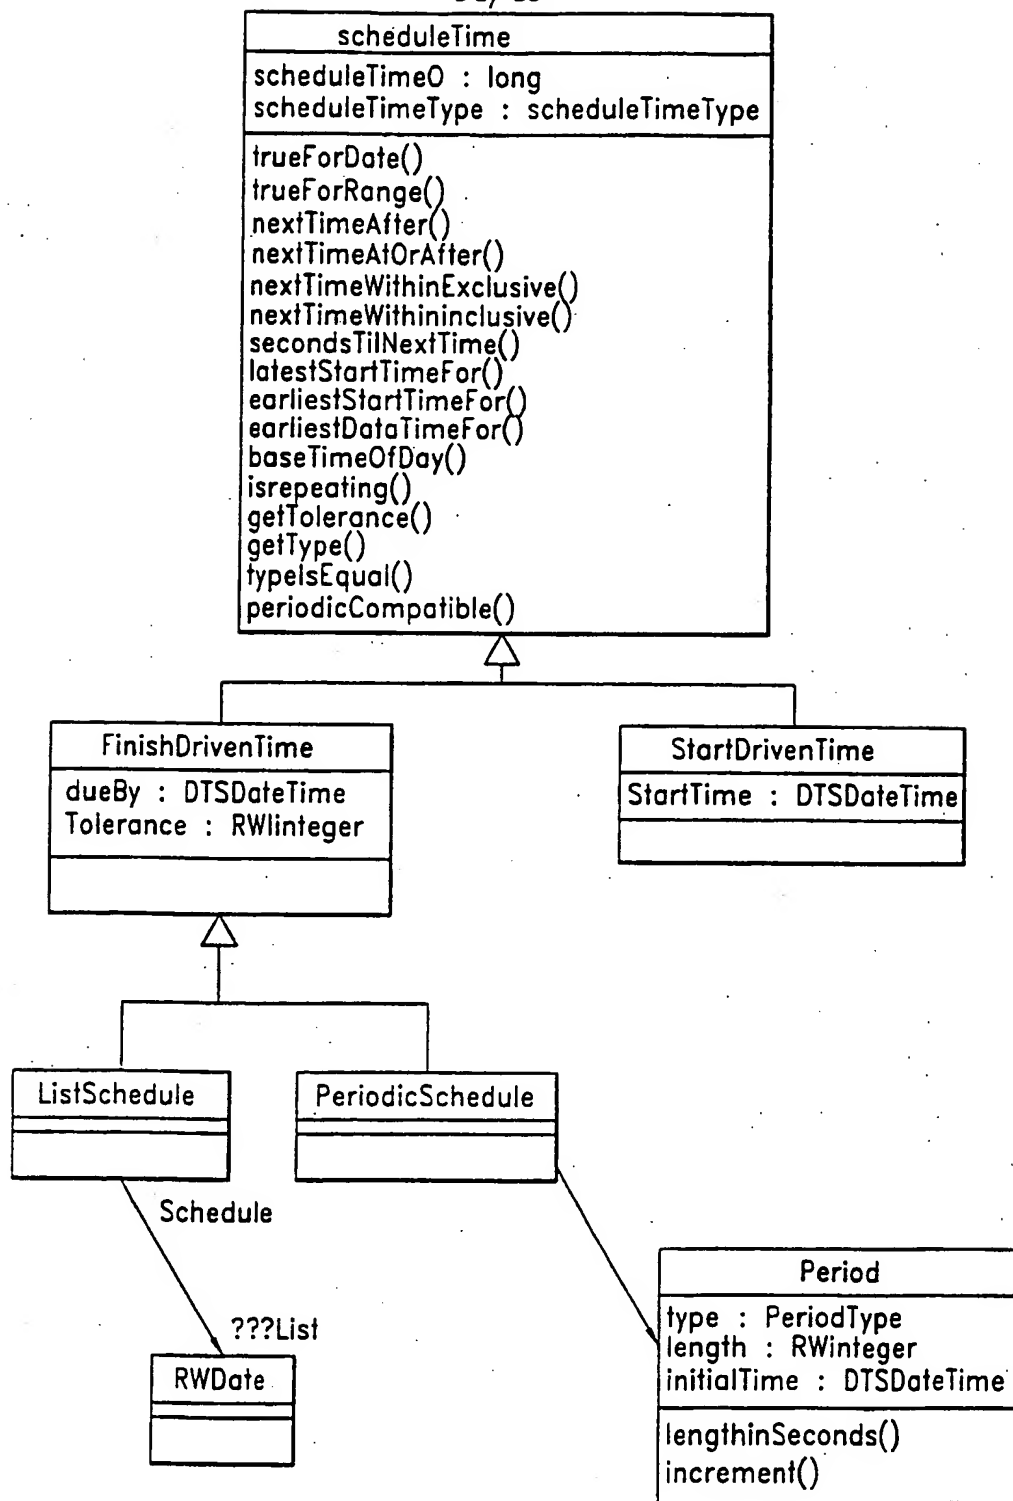 scheduleTime
scheduleTimeO : long
scheduleTimeType : scheduleTimeType
trueForDate()
trueForRange()
nextTimeAfter()
nextTimeAtOrAfter()
nextTimeWithinExclusive()
nextTimeWithininclusive()
secondsTilNextTime()
latestStartTimeFor()
earliestStartTimeFor()
earliestDataTimeFor()
baseTimeOfDay()
isrepeating()
getTolerance()
getType()
typeIsEqual()
periodicCompatible()
FinishDrivenTime
dueBy : DTSDateTime
Tolerance : RWIinteger
StartDrivenTime
StartTime : DTSDateTime
ListSchedule
PeriodicSchedule
Schedule
???List
RWDate
Period
type : PeriodType
length : RWinteger
initialTime : DTSDateTime
lengthinSeconds()
increment()